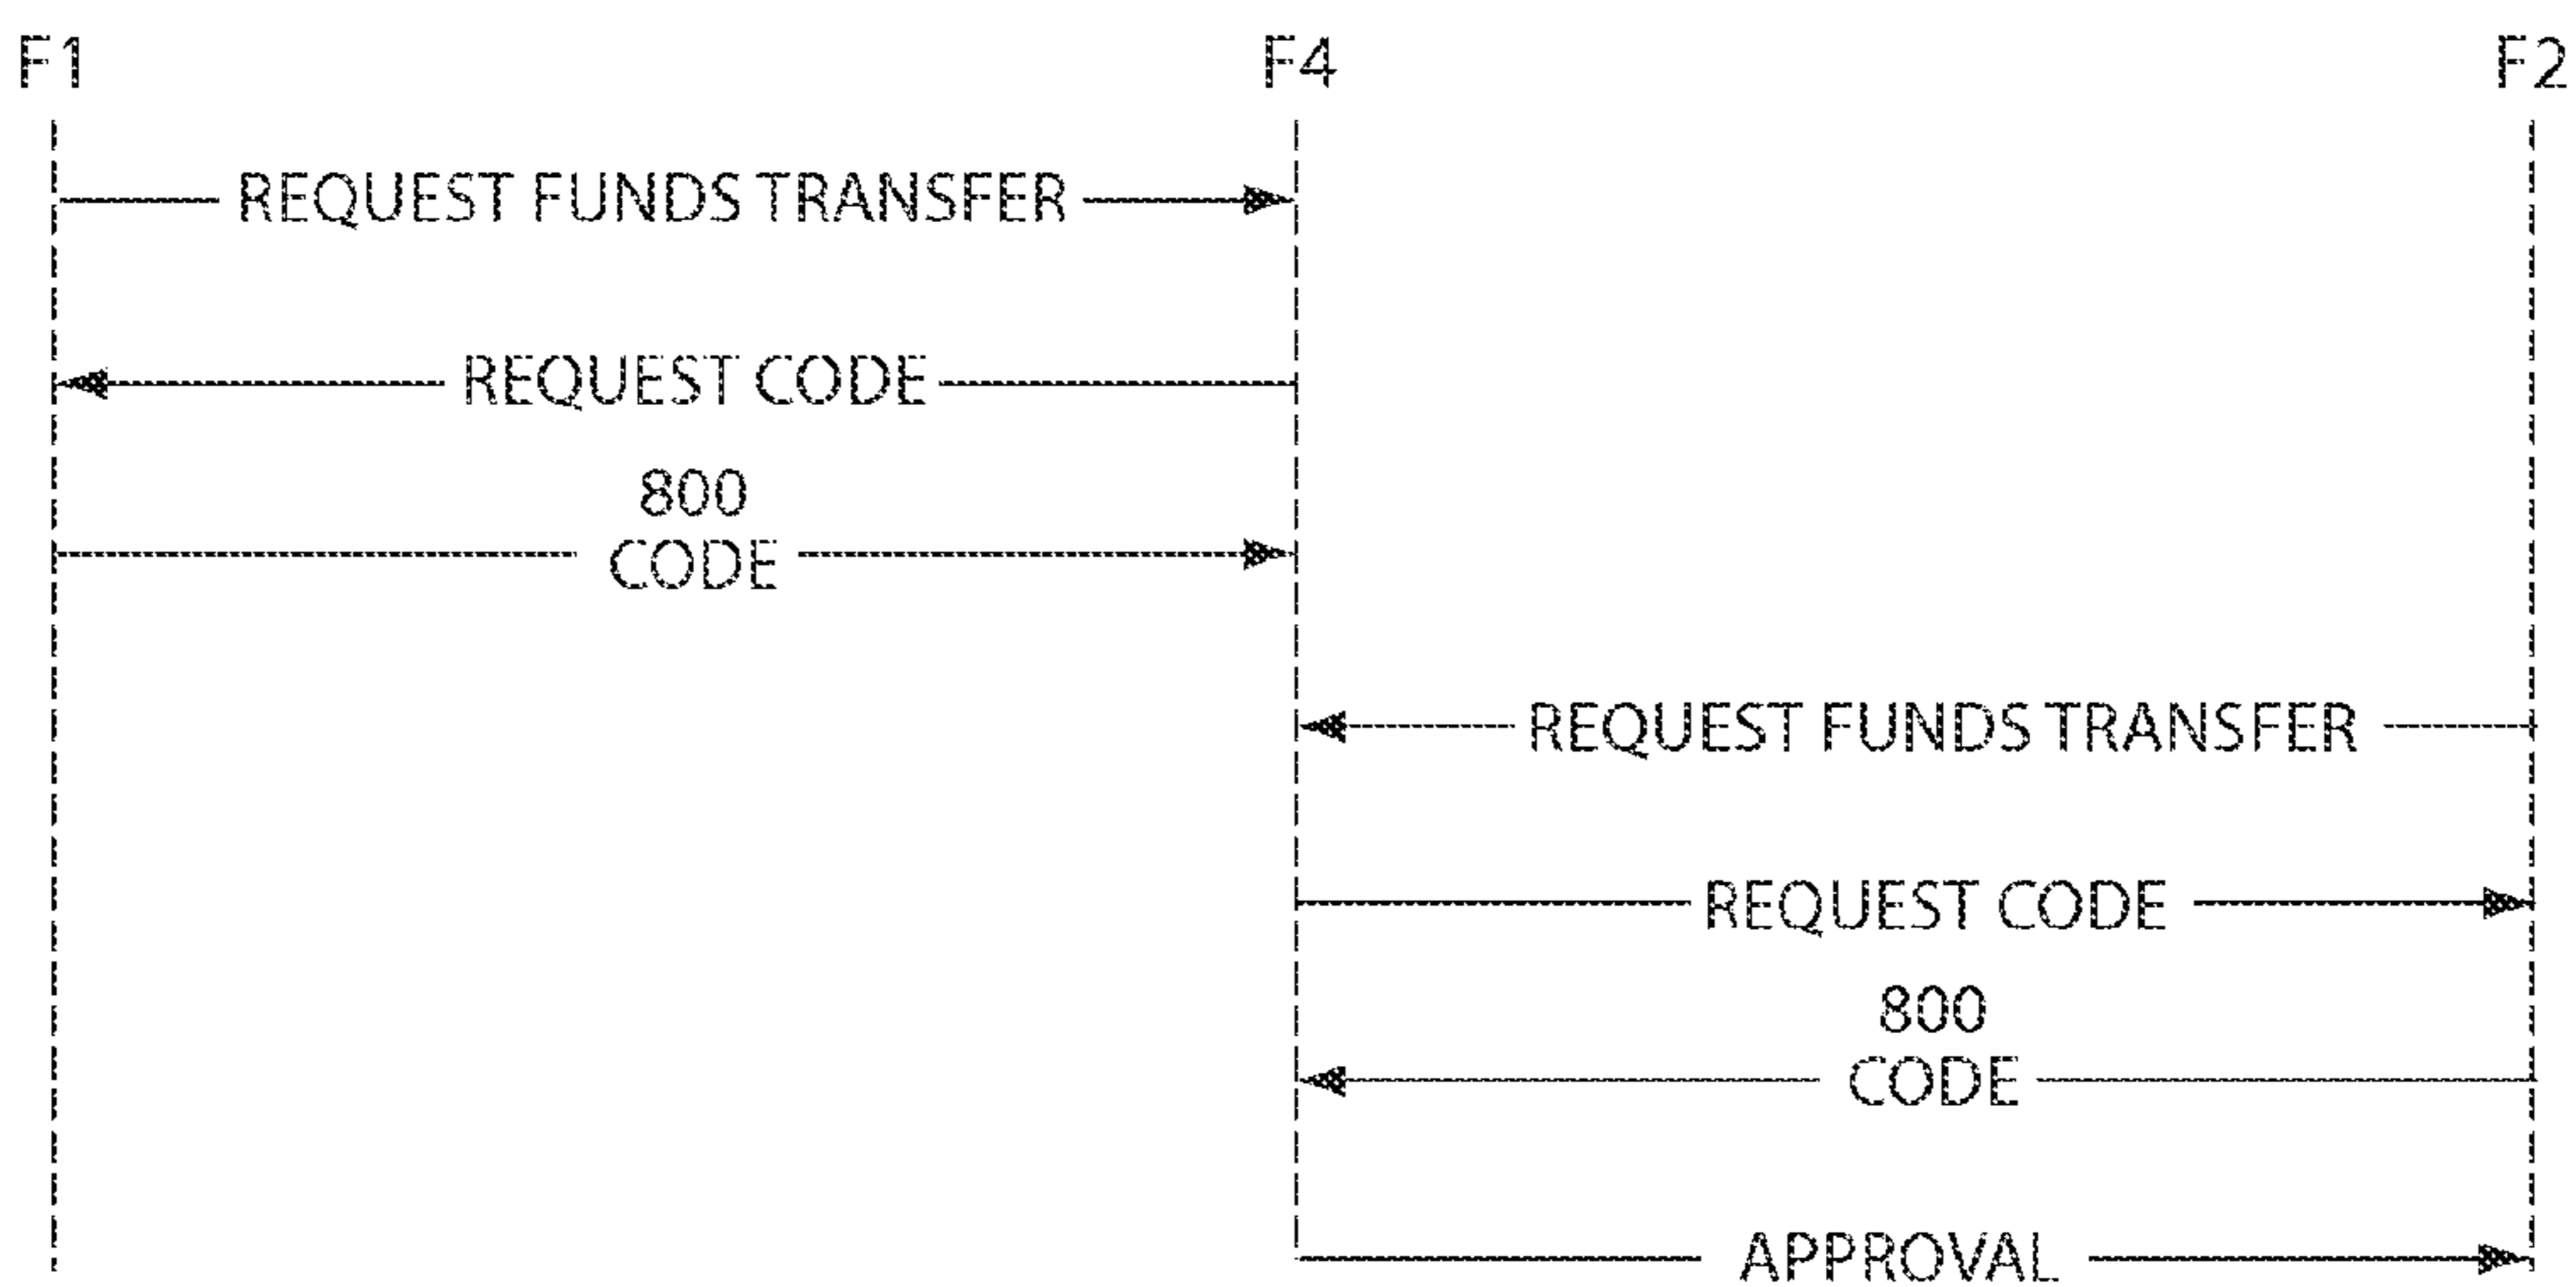 F1 F4 F2
REQUEST FUNDS TRANSFER
REQUEST CODE
800
CODE
REQUEST FUNDS TRANSFER
REQUEST CODE
800
CODE
APPROVAL